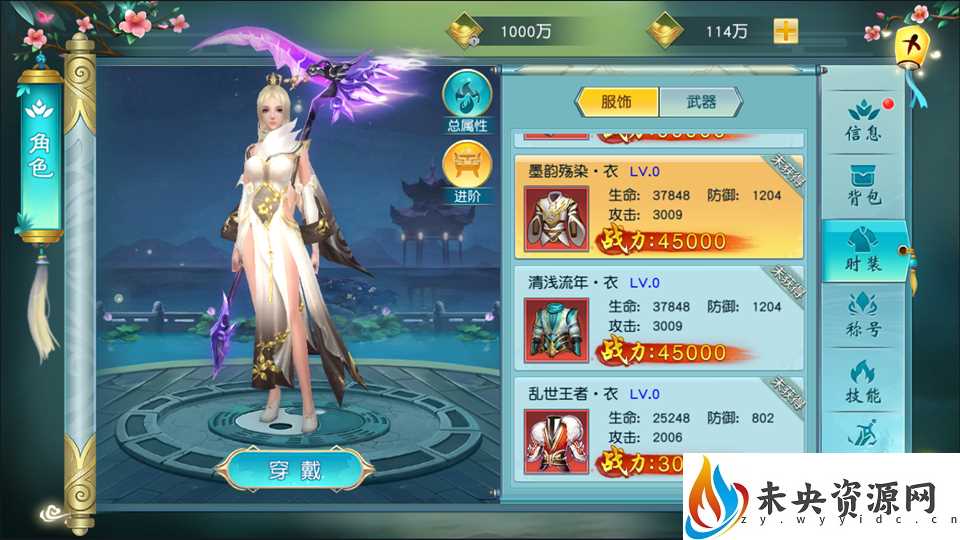 1000万
114万
角色
总属性
进阶
服饰
武器
墨韵殇染·衣 LV.0
未获得
生命: 37848 防御: 1204
攻击: 3009
战力:45000
清浅流年·衣 LV.0
未获得
生命: 37848 防御: 1204
攻击: 3009
战力:45000
乱世王者·衣 LV.0
未获得
生命: 25248 防御: 802
攻击: 2006
战力:30
信息
背包
时装
称号
技能
穿戴
未央资源网
zy.wyyidc.cn